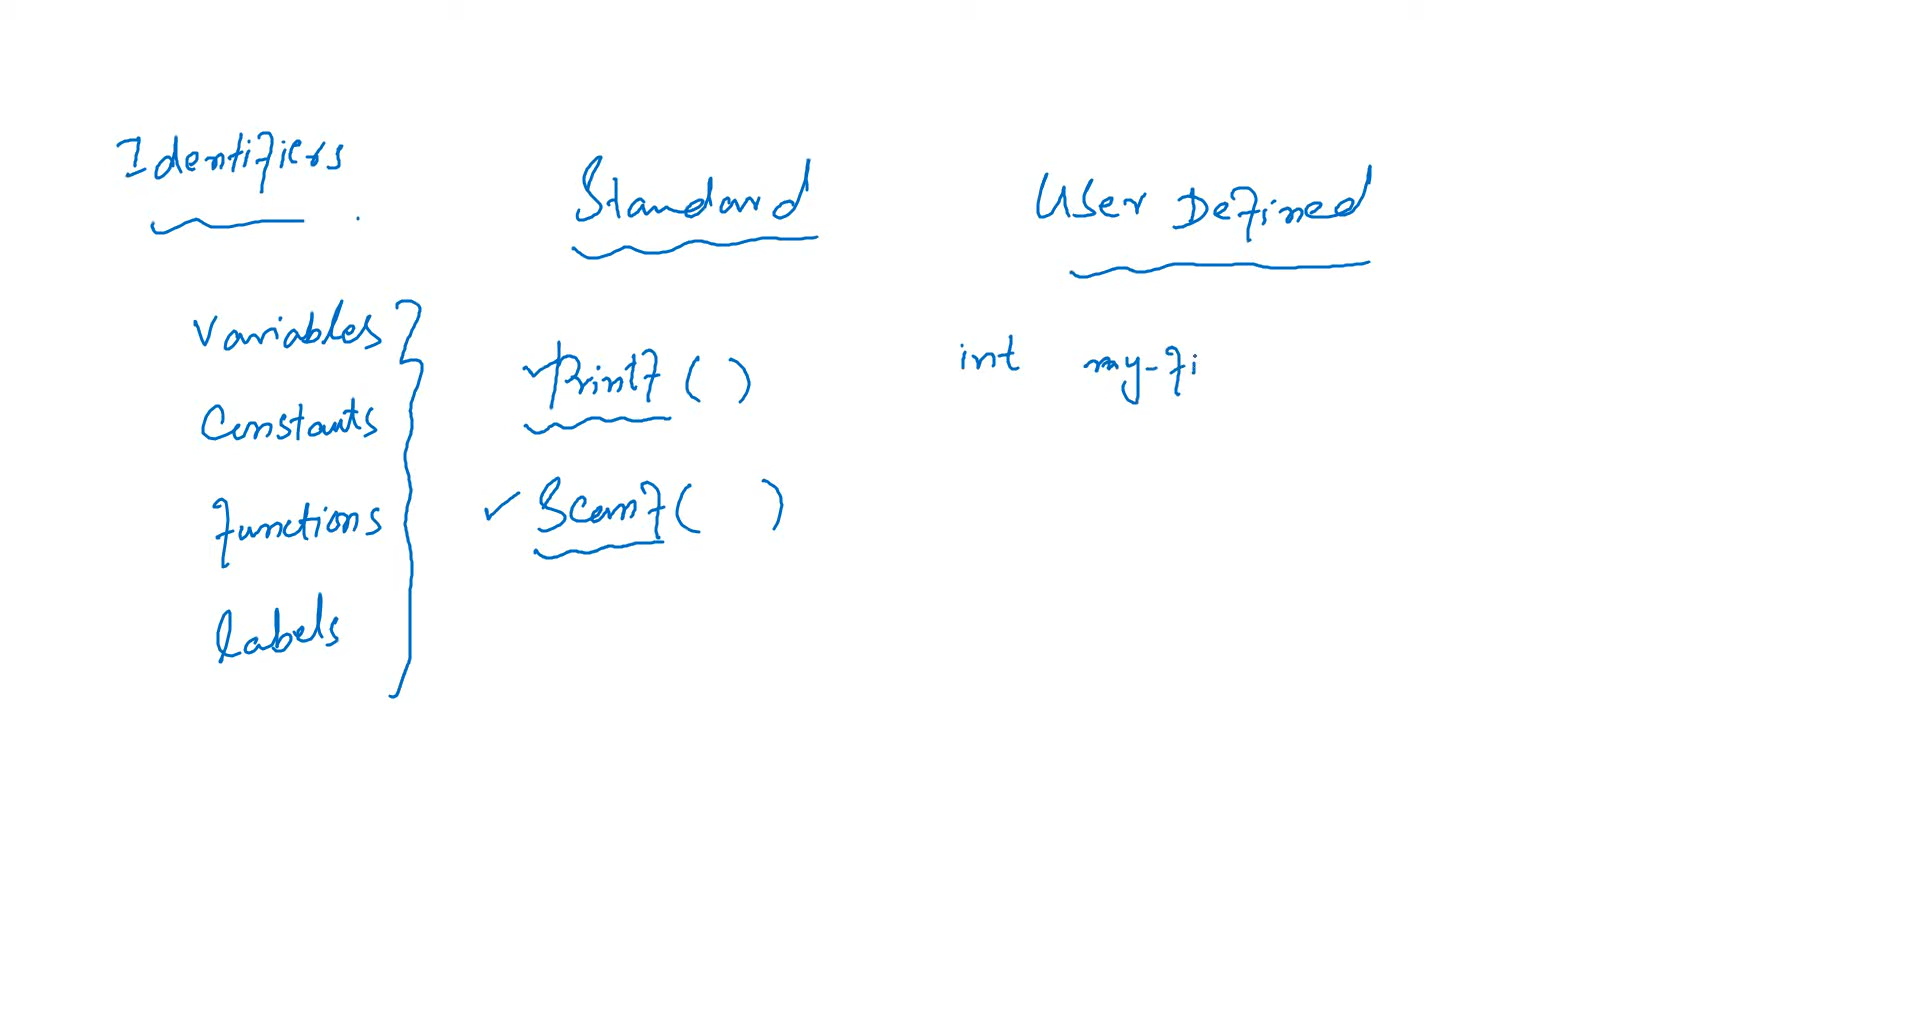 Identifiers
Variables
Constants
functions
labels
Standard
✓Printf ( )
✓ Scanf ( )
User Defined
int my-fi